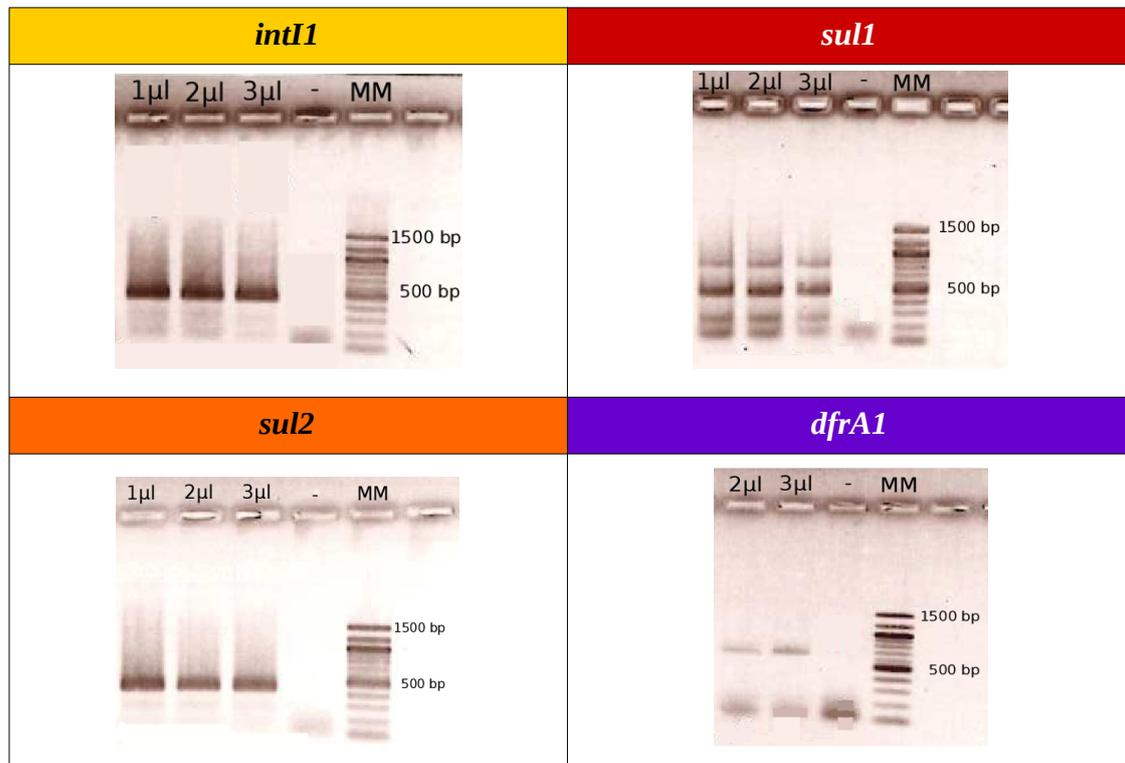 intI1
sul1
1µl 2µl 3µl - MM
1500 bp
500 bp
1µl 2µl 3µl - MM
1500 bp
500 bp
sul2
dfrA1
1µl 2µl 3µl - MM
1500 bp
500 bp
2µl 3µl - MM
1500 bp
500 bp